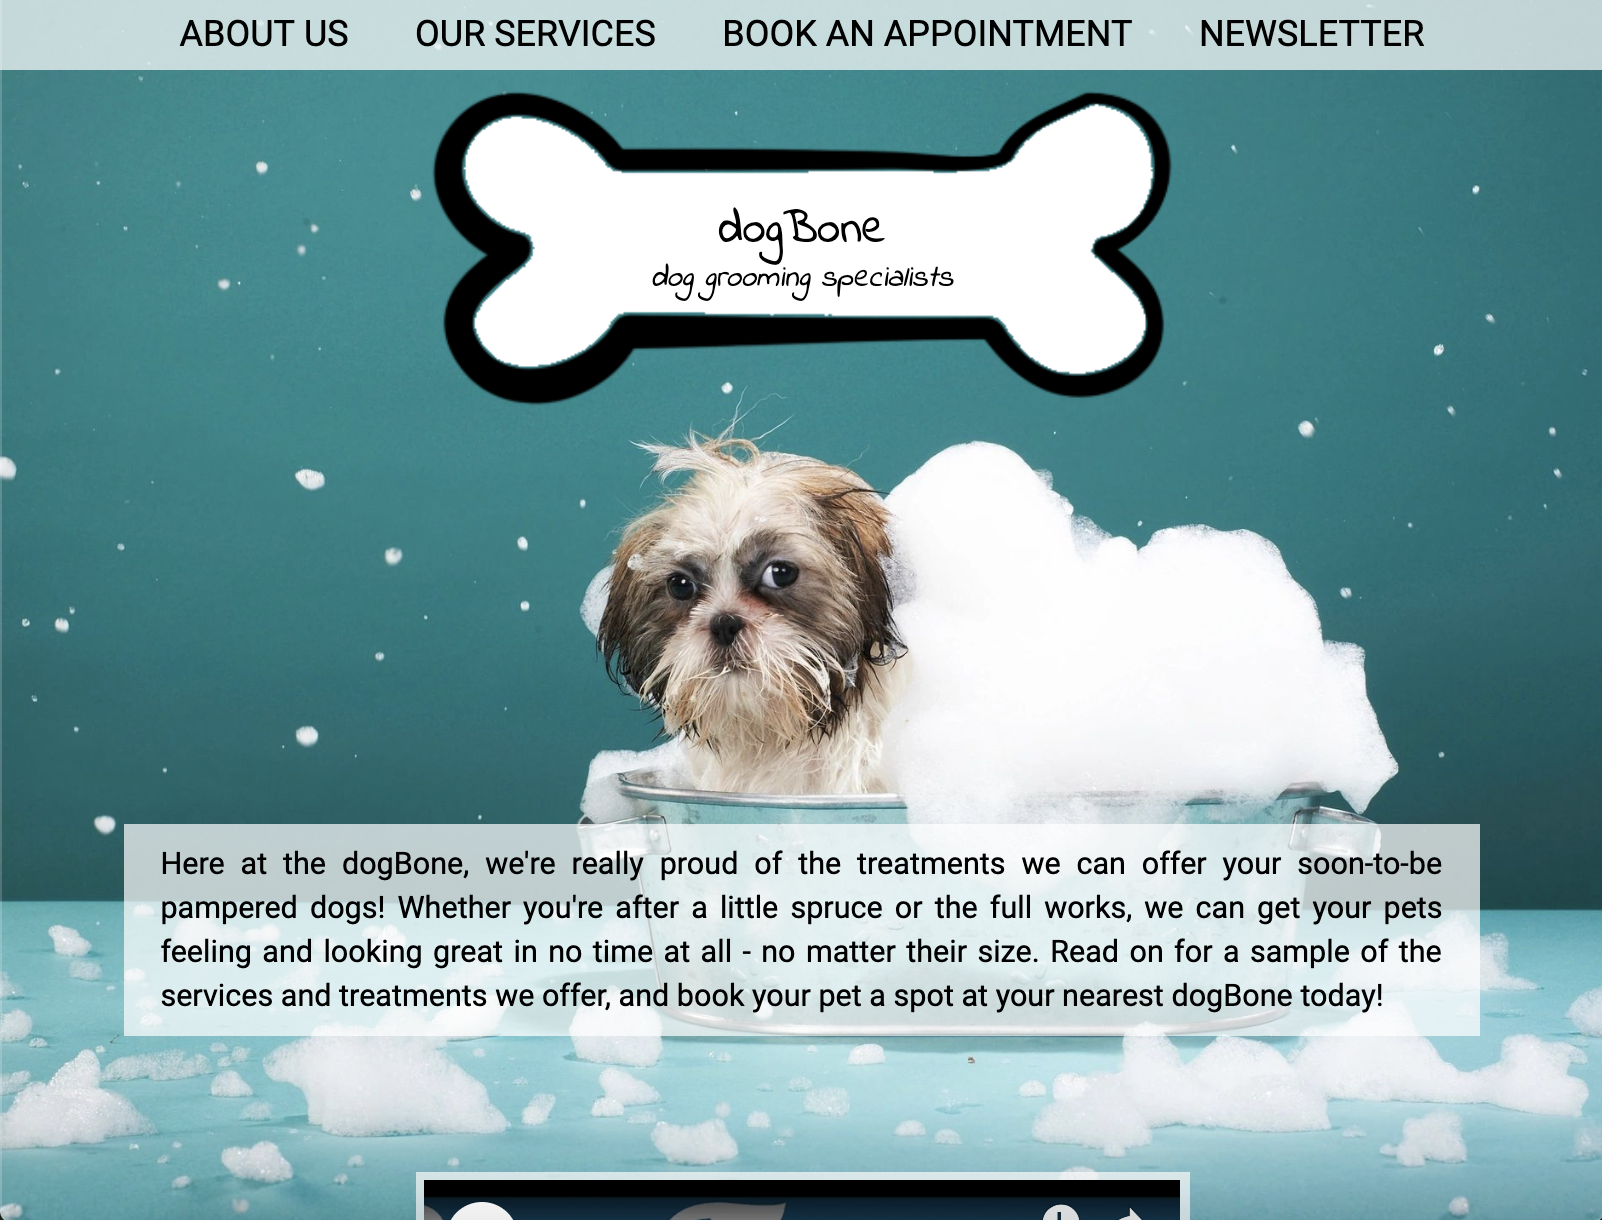 ABOUT US OUR SERVICES BOOK AN APPOINTMENT NEWSLETTER
dogBone
dog grooming specialists
Here at the dogBone, we're really proud of the treatments we can offer your soon-to-be
pampered dogs! Whether you're after a little spruce or the full works, we can get your pets
feeling and looking great in no time at all - no matter their size. Read on for a sample of the
services and treatments we offer, and book your pet a spot at your nearest dogBone today!